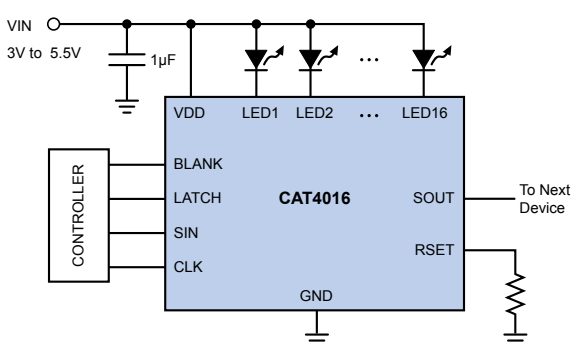 VIN
3V to 5.5V
1µF
...
VDD
LED1
LED2
...
LED16
CONTROLLER
BLANK
LATCH
SIN
CLK
CAT4016
SOUT
To Next
Device
RSET
GND